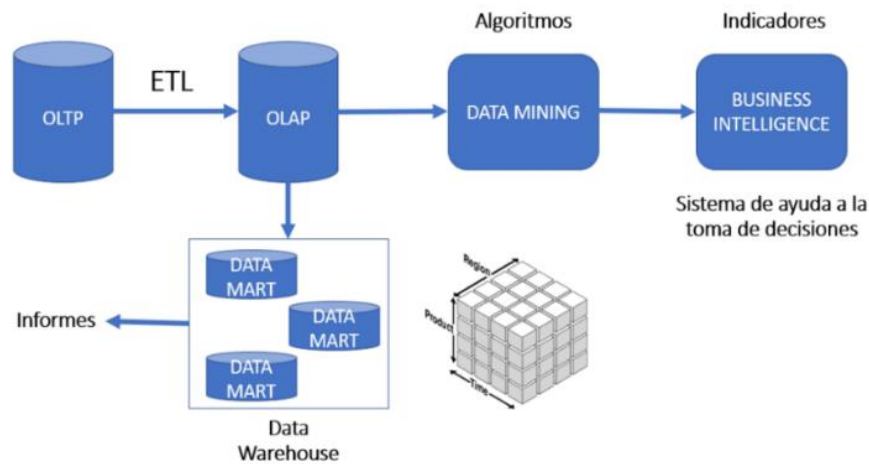 Algoritmos
Indicadores
ETL
OLTP
OLAP
DATA MINING
BUSINESS
INTELLIGENCE
Sistema de ayuda a la
toma de decisiones
DATA
MART
DATA
MART
DATA
MART
Informes
Data
Warehouse
Region
Product
Time